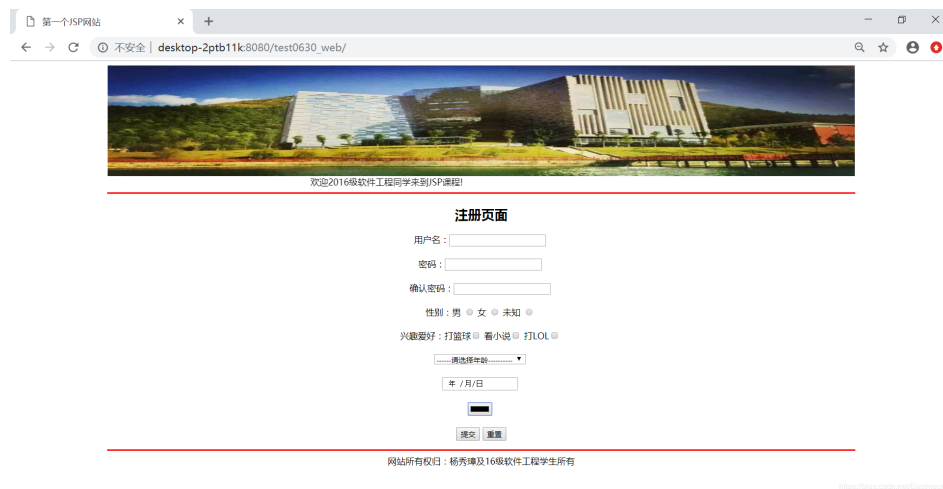 第一个JSP网站
不安全 | desktop-2ptb11k:8080/test0630_web/
欢迎2016级软件工程同学来到JSP课程!
注册页面
用户名：
密码：
确认密码：
性别：男 女 未知
兴趣爱好：打篮球 看小说 打LOL
------请选择年龄----------
年 /月/日
提交 重置
网站所有权归：杨秀璋及16级软件工程学生所有